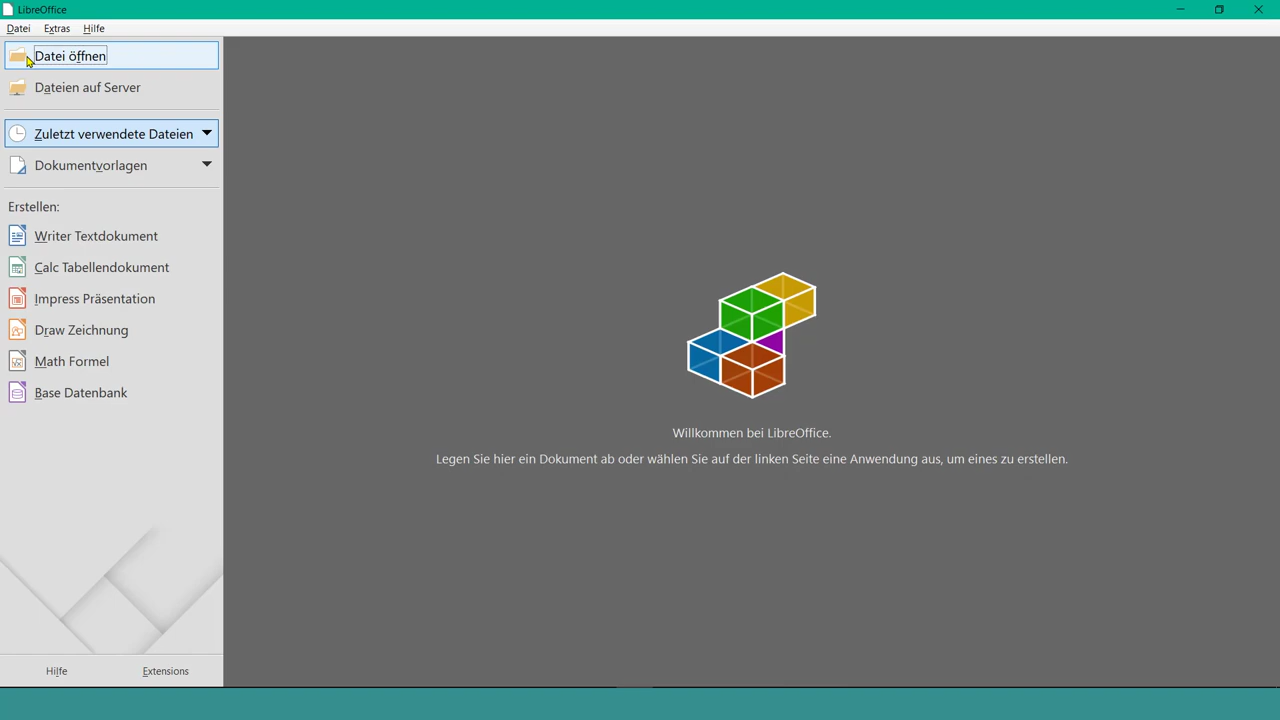 LibreOffice
Datei Extras Hilfe
Datei öffnen
Dateien auf Server
Zuletzt verwendete Dateien
Dokumentvorlagen
Erstellen:
Writer Textdokument
Calc Tabellendokument
Impress Präsentation
Draw Zeichnung
Math Formel
Base Datenbank
Willkommen bei LibreOffice.
Legen Sie hier ein Dokument ab oder wählen Sie auf der linken Seite eine Anwendung aus, um eines zu erstellen.
Hilfe Extensions